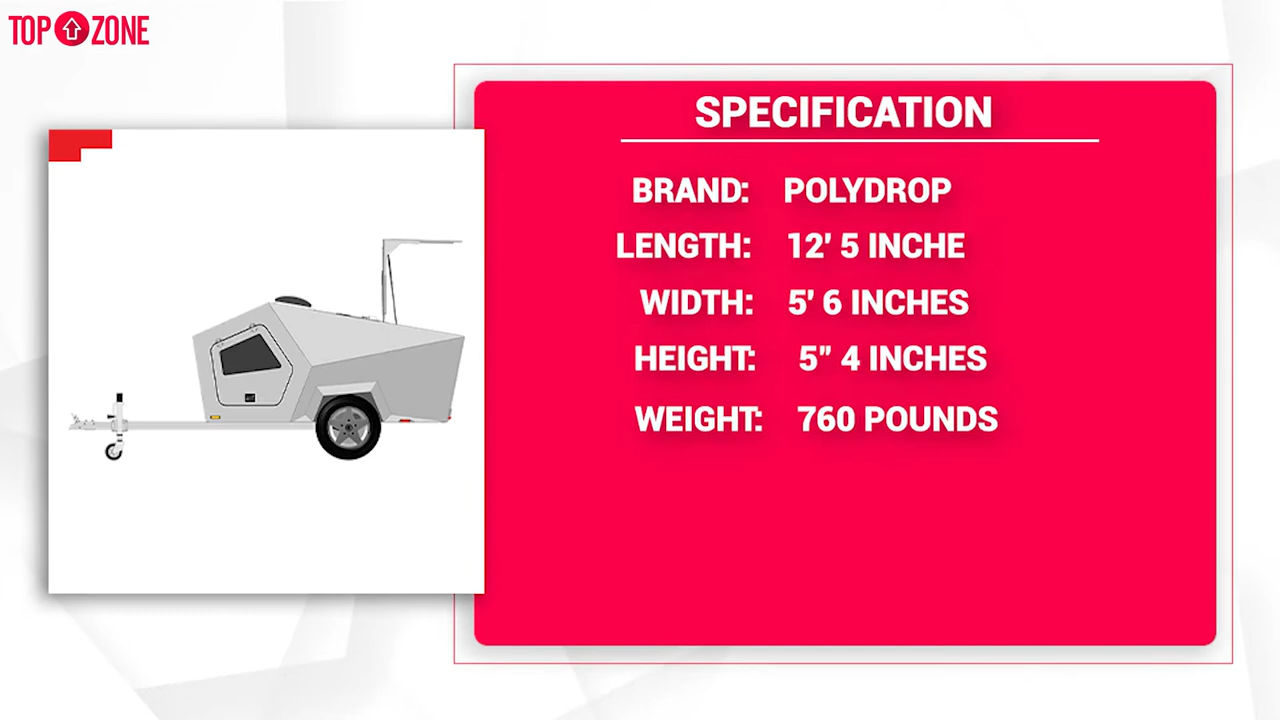 TOP ZONE
SPECIFICATION
BRAND: POLYDROP
LENGTH: 12' 5 INCHE
WIDTH: 5' 6 INCHES
HEIGHT: 5” 4 INCHES
WEIGHT: 760 POUNDS